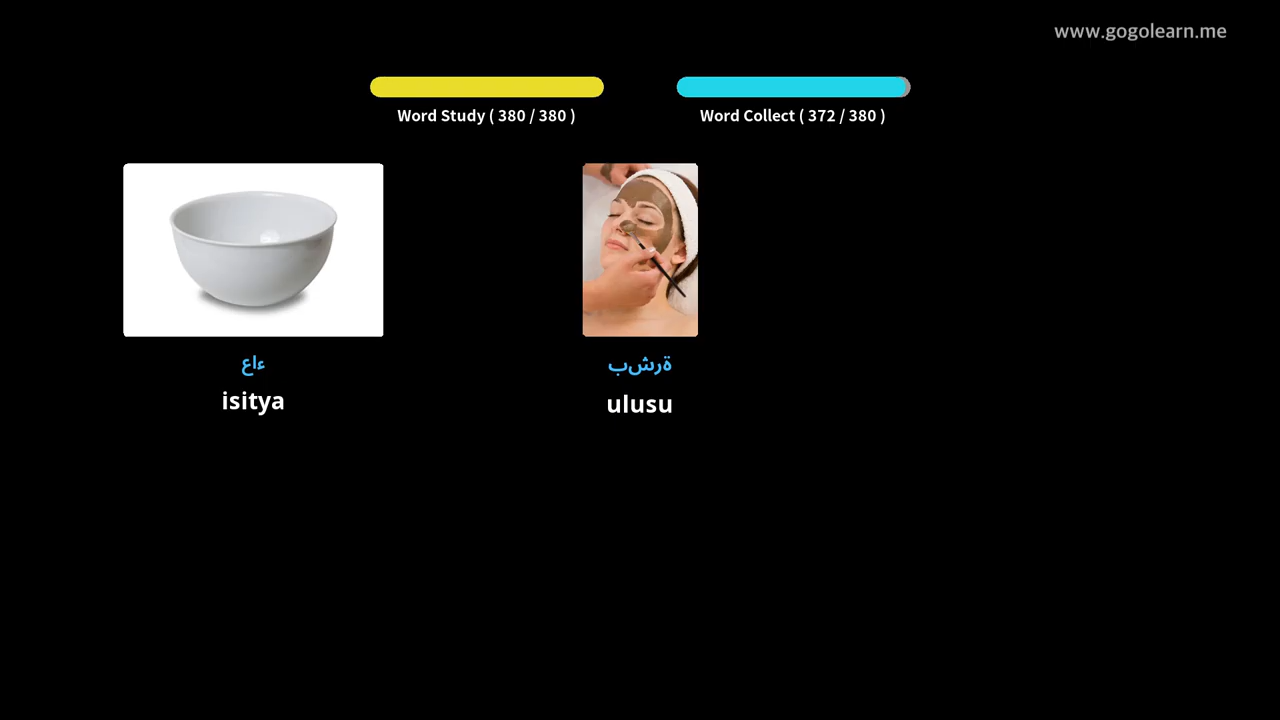 www.gogolearn.me
Word Study ( 380 / 380 )
Word Collect ( 372 / 380 )
ءاع
isitya
ةرشب
ulusu